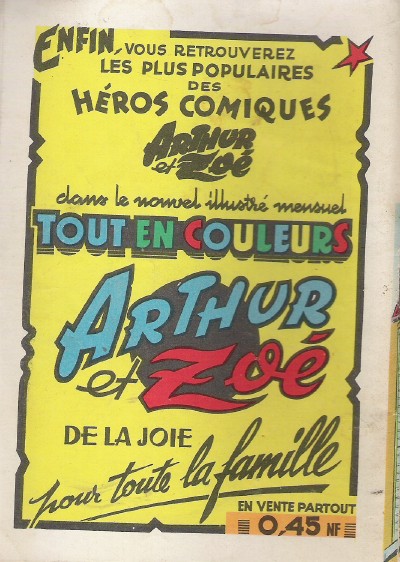 ENFIN, VOUS RETROUVEREZ
LES PLUS POPULAIRES
DES
HÉROS COMIQUES
ARTHUR
et Zoé
dans le nouvel illustré mensuel
TOUT EN COULEURS
ARTHUR
et Zoé
DE LA JOIE
pour toute la famille
EN VENTE PARTOUT
0,45 NF